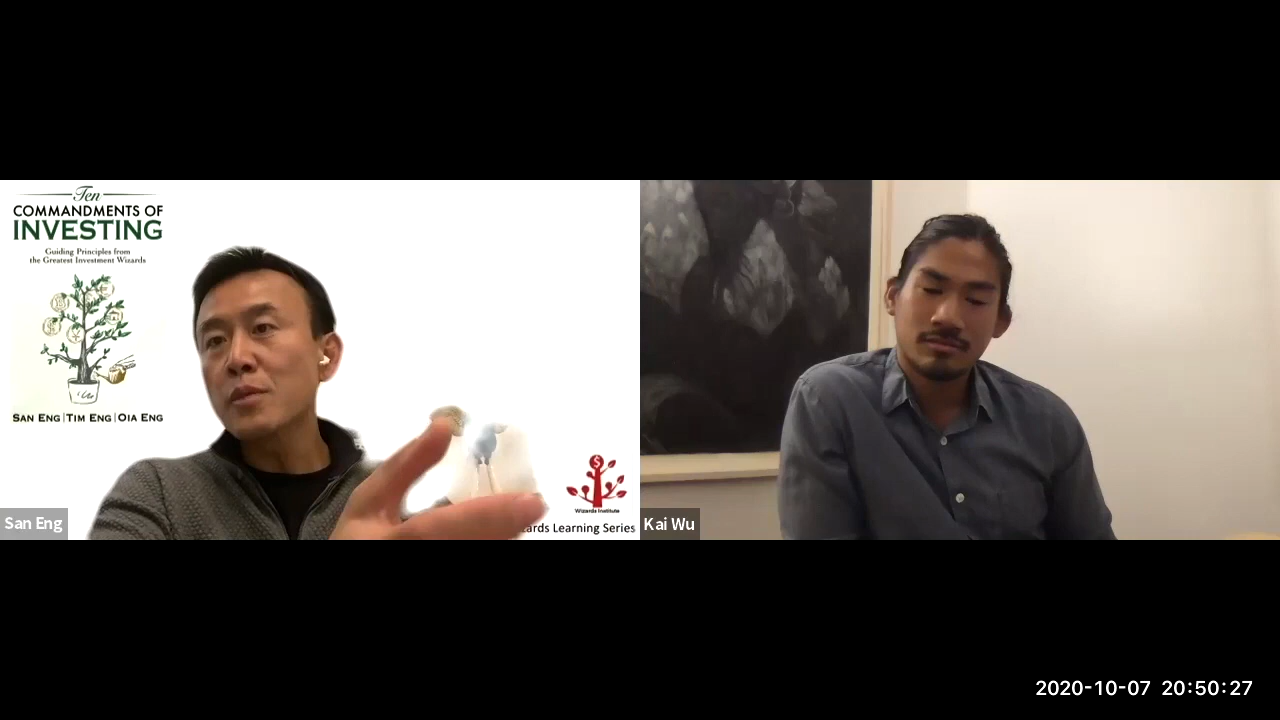 Ten
COMMANDMENTS OF
INVESTING
Guiding Principles from
the Greatest Investment Wizards
SAN ENG | TIM ENG | OIA ENG
$
Wizards Institute
Learning Series
San Eng
Kai Wu
2020-10-07 20:50:27